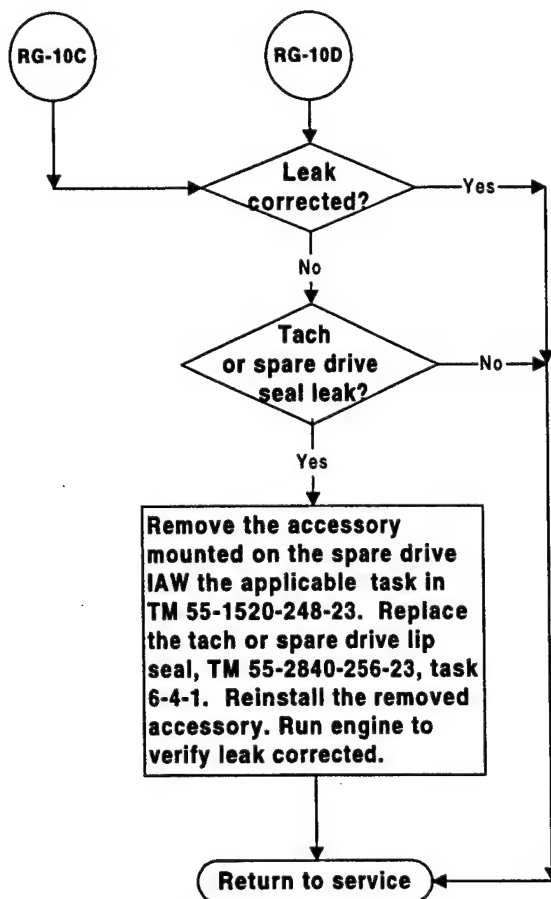 RG-10C
RG-10D
Leak
corrected?
Yes
No
Tach
or spare drive
seal leak?
No
Yes
Remove the accessory
mounted on the spare drive
IAW the applicable task in
TM 55-1520-248-23. Replace
the tach or spare drive lip
seal, TM 55-2840-256-23, task
6-4-1. Reinstall the removed
accessory. Run engine to
verify leak corrected.
Return to service